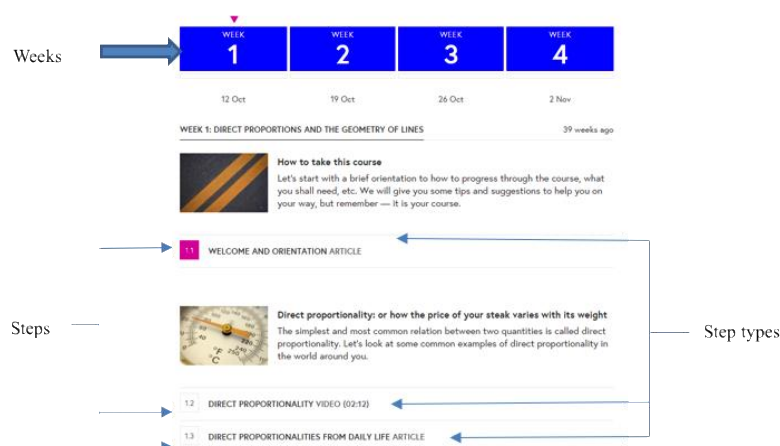 Weeks
WEEK WEEK WEEK WEEK
1 2 3 4
12 Oct 19 Oct 26 Oct 2 Nov
WEEK 1: DIRECT PROPORTIONS AND THE GEOMETRY OF LINES 39 weeks ago
How to take this course
Let's start with a brief orientation to how to progress through the course, what
you shall need, etc. We will give you some tips and suggestions to help you on
your way, but remember — it is your course.
1.1 WELCOME AND ORIENTATION ARTICLE
Steps
Step types
Direct proportionality: or how the price of your steak varies with its weight
The simplest and most common relation between two quantities is called direct
proportionality. Let's look at some common examples of direct proportionality in
the world around you.
°F
°C
1.2 DIRECT PROPORTIONALITY VIDEO (02:12)
1.3 DIRECT PROPORTIONALITIES FROM DAILY LIFE ARTICLE